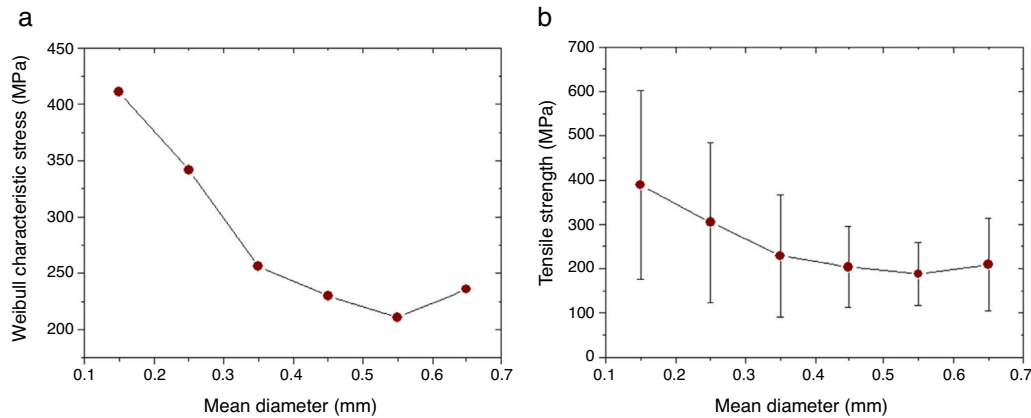 a
450
400
350
300
250
200
0.1 0.2 0.3 0.4 0.5 0.6 0.7
Weibull characteristic stress (MPa)
Mean diameter (mm)
b
700
600
500
400
300
200
100
0
0.1 0.2 0.3 0.4 0.5 0.6 0.7
Tensile strength (MPa)
Mean diameter (mm)